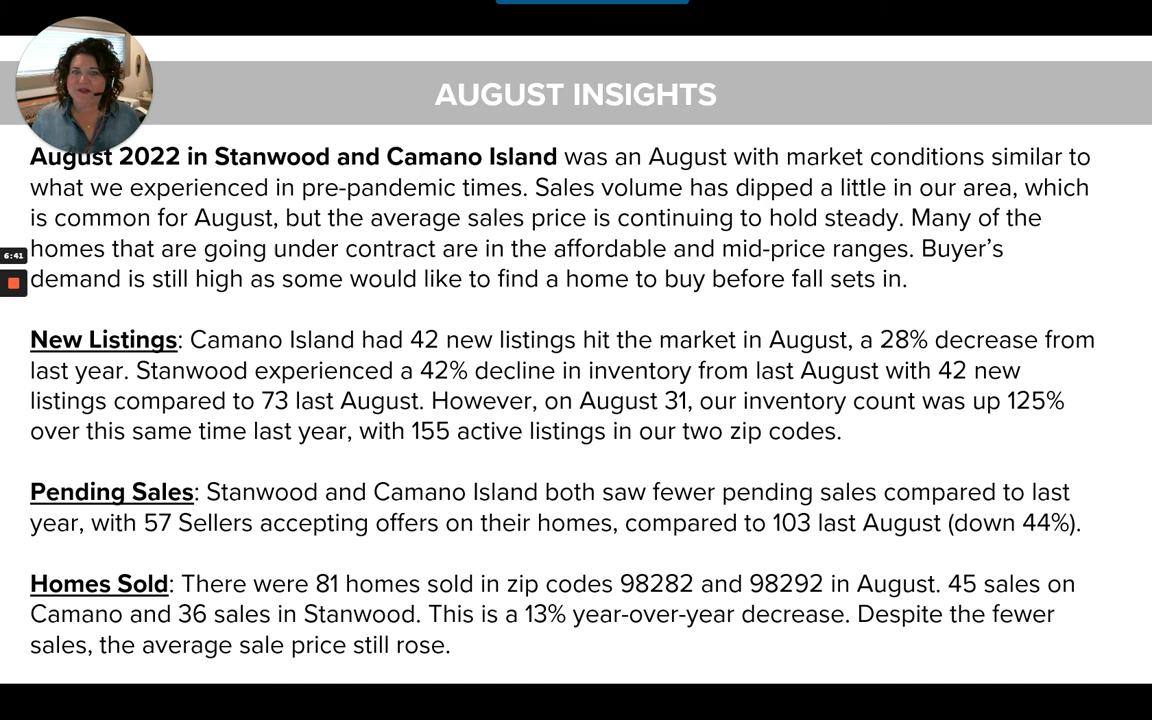 AUGUST INSIGHTS
August 2022 in Stanwood and Camano Island was an August with market conditions similar to
what we experienced in pre-pandemic times. Sales volume has dipped a little in our area, which
is common for August, but the average sales price is continuing to hold steady. Many of the
6:41
homes that are going under contract are in the affordable and mid-price ranges. Buyer’s
demand is still high as some would like to find a home to buy before fall sets in.
New Listings: Camano Island had 42 new listings hit the market in August, a 28% decrease from
last year. Stanwood experienced a 42% decline in inventory from last August with 42 new
listings compared to 73 last August. However, on August 31, our inventory count was up 125%
over this same time last year, with 155 active listings in our two zip codes.
Pending Sales: Stanwood and Camano Island both saw fewer pending sales compared to last
year, with 57 Sellers accepting offers on their homes, compared to 103 last August (down 44%).
Homes Sold: There were 81 homes sold in zip codes 98282 and 98292 in August. 45 sales on
Camano and 36 sales in Stanwood. This is a 13% year-over-year decrease. Despite the fewer
sales, the average sale price still rose.